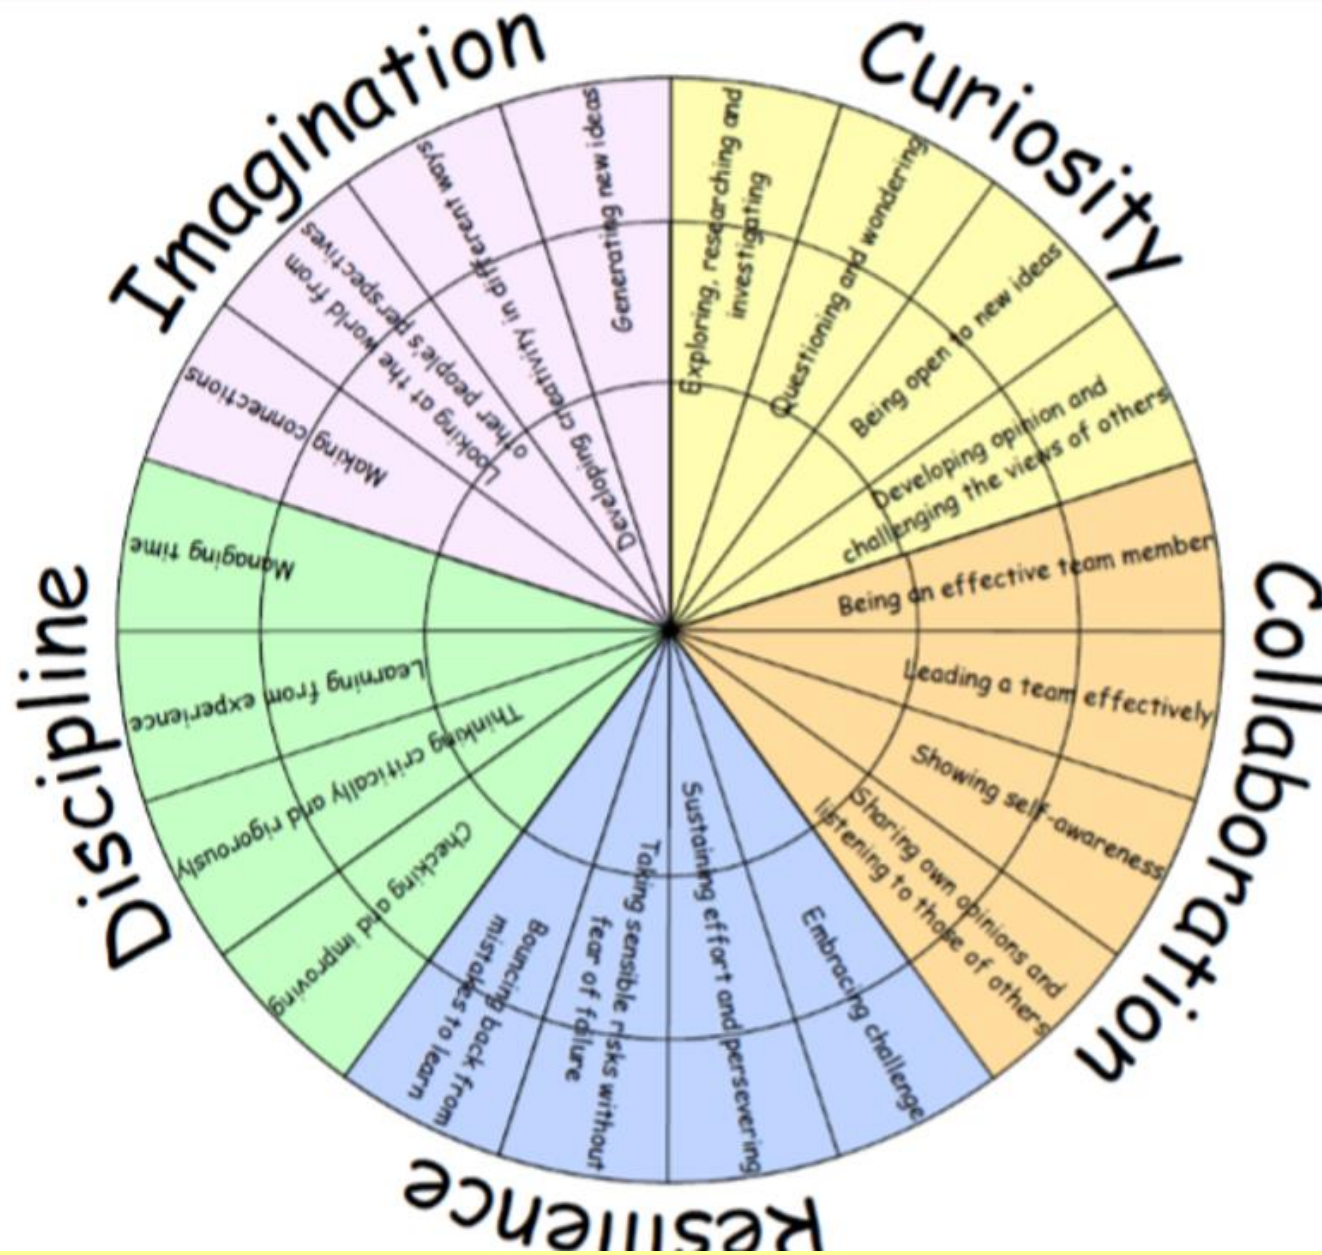 Curiosity
Exploring, researching and
investigating
Questioning and wondering
Being open to new ideas
Developing opinion and
challenging the views of others
Collaboration
Being an effective team member
Leading a team effectively
Showing self-awareness
Sharing own opinions and
listening to those of others
Resilience
Embracing challenge
Sustaining effort and persevering
Taking sensible risks without
fear of failure
Bouncing back from
mistakes to learn
Discipline
Checking and improving
Thinking critically and rigorously
Learning from experience
Managing time
Imagination
Making connections
Looking at the world from
other people's perspectives
Developing creativity in different ways
Generating new ideas